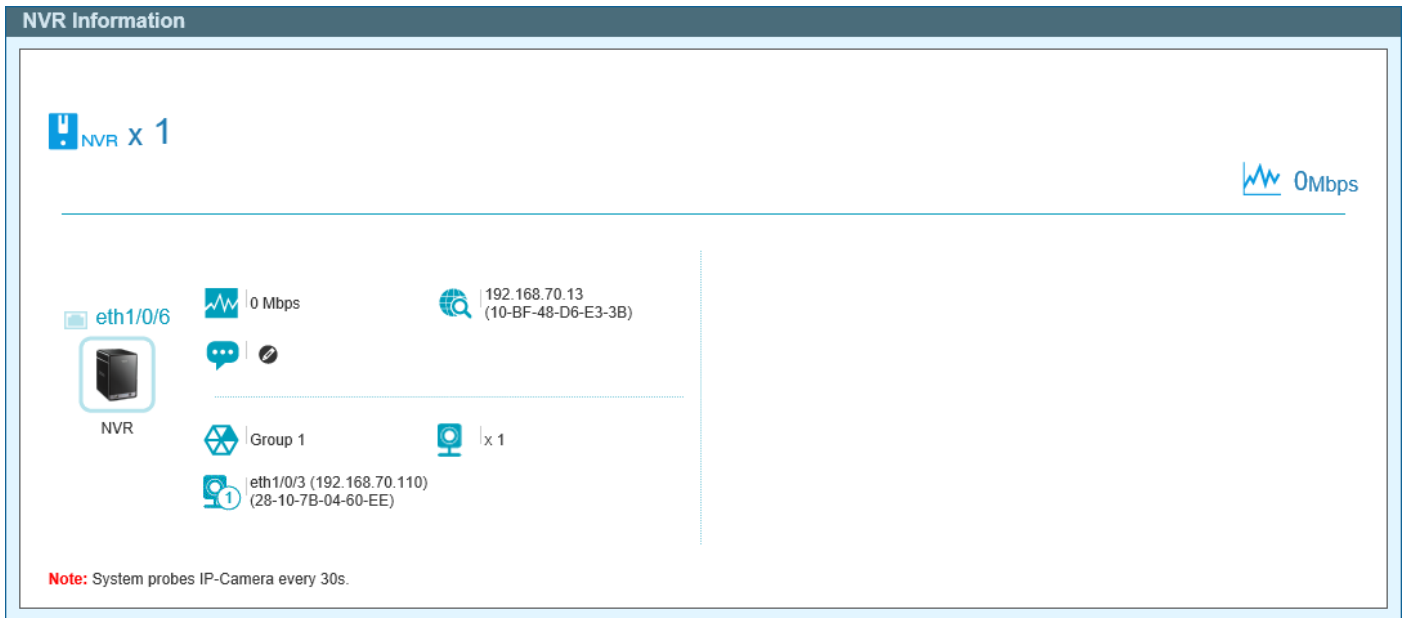 NVR Information
NVR x 1
0Mbps
eth1/0/6
NVR
0 Mbps
192.168.70.13
(10-BF-48-D6-E3-3B)
Group 1
x 1
1
eth1/0/3 (192.168.70.110)
(28-10-7B-04-60-EE)
Note: System probes IP-Camera every 30s.